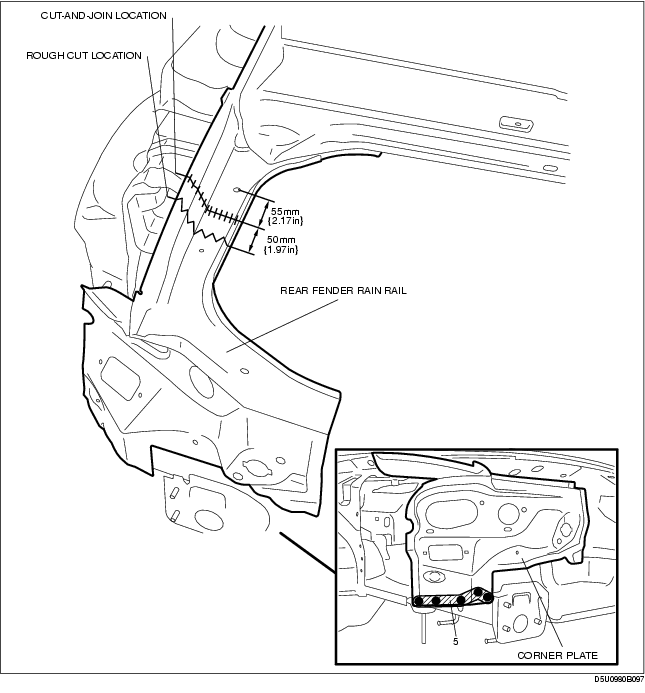 CUT-AND-JOIN LOCATION
ROUGH CUT LOCATION
55mm
{2.17in}
50mm
{1.97in}
REAR FENDER RAIN RAIL
5
CORNER PLATE
D5U0980B097